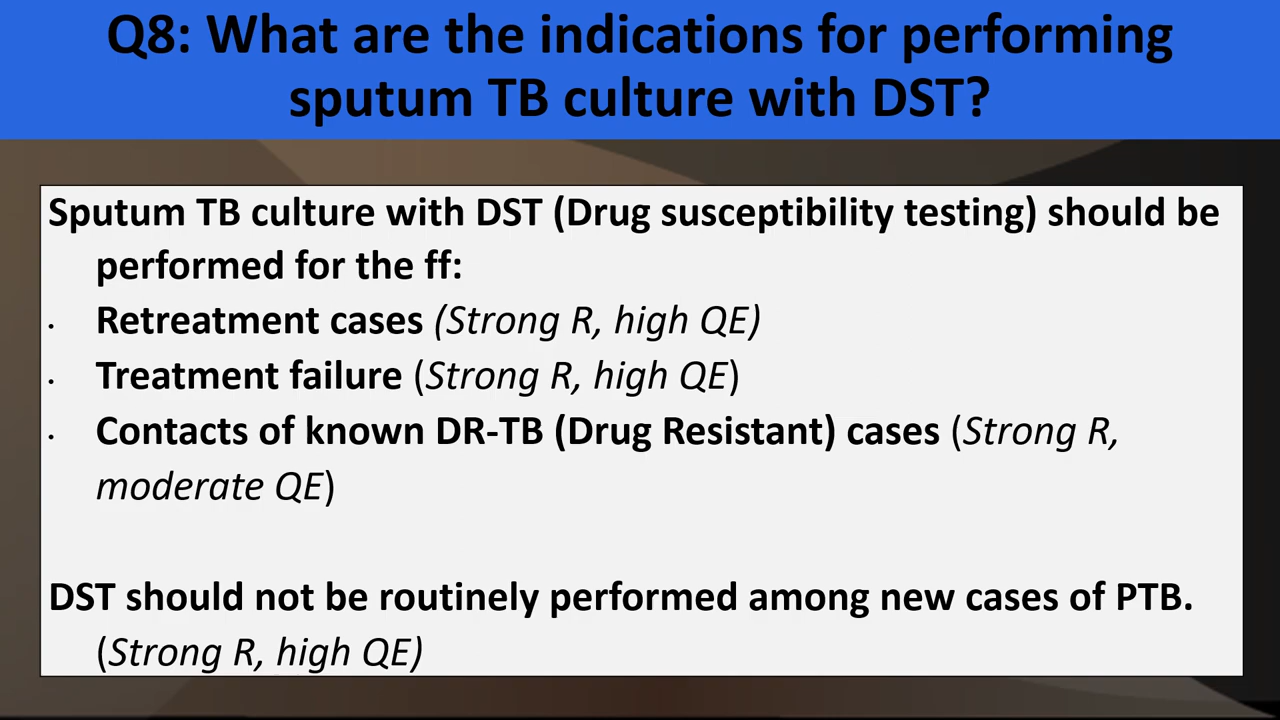 Q8: What are the indications for performing
sputum TB culture with DST?
Sputum TB culture with DST (Drug susceptibility testing) should be
performed for the ff:
· Retreatment cases (Strong R, high QE)
· Treatment failure (Strong R, high QE)
· Contacts of known DR-TB (Drug Resistant) cases (Strong R,
moderate QE)
DST should not be routinely performed among new cases of PTB.
(Strong R, high QE)